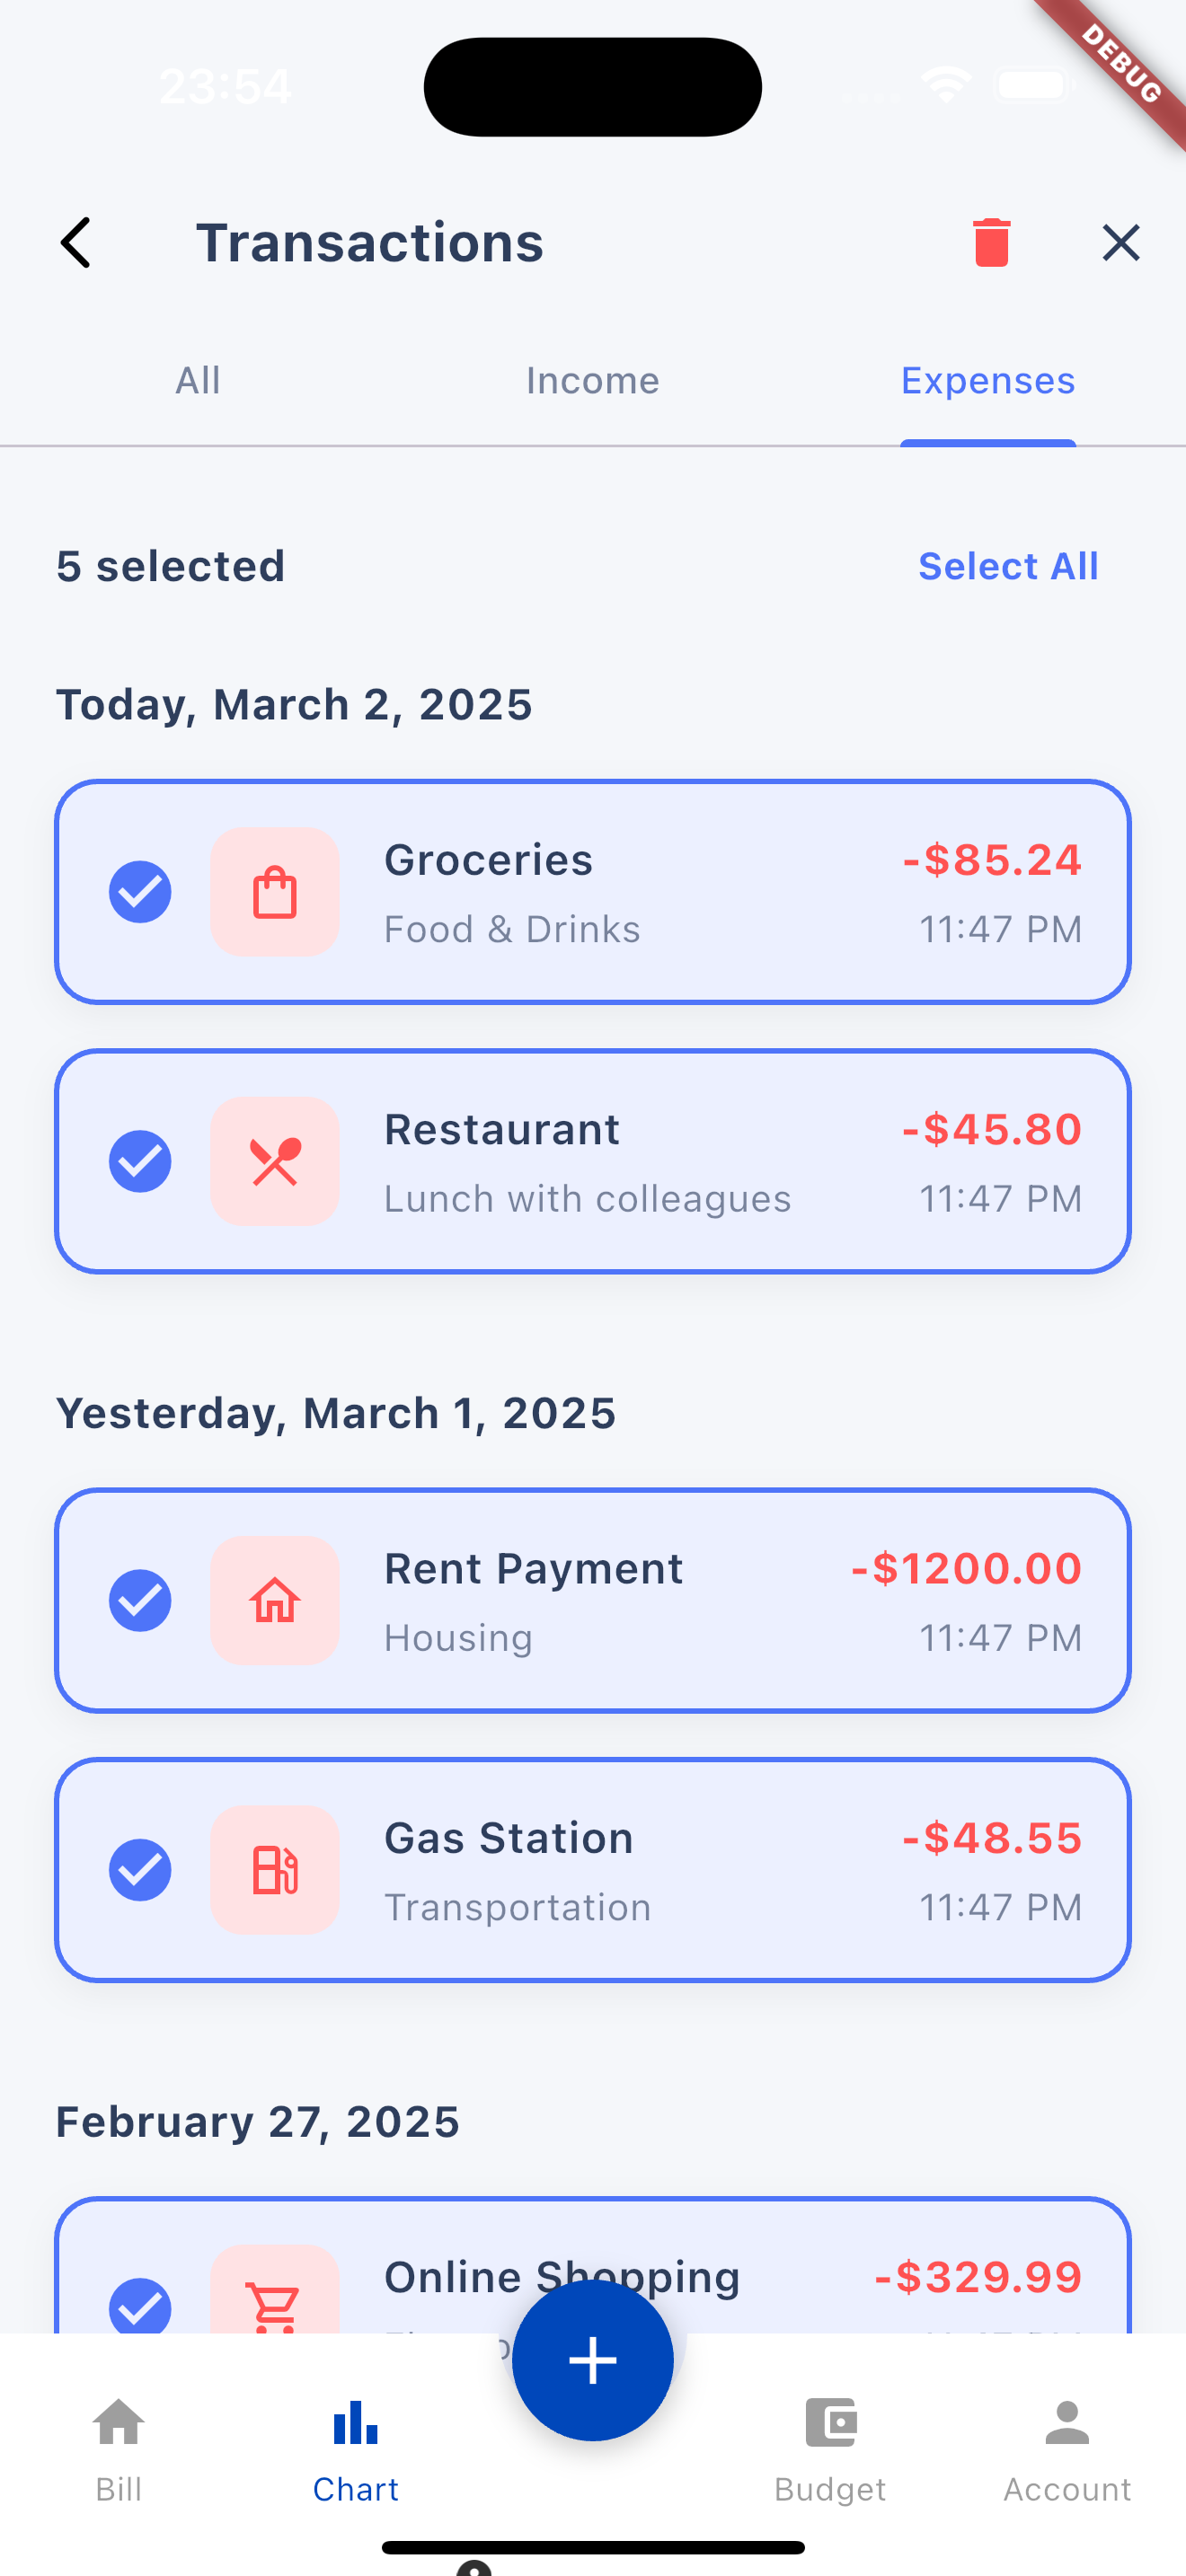 23:54
DEBUG
Transactions
All Income Expenses
5 selected Select All
Today, March 2, 2025
Groceries -$85.24
Food & Drinks 11:47 PM
Restaurant -$45.80
Lunch with colleagues 11:47 PM
Yesterday, March 1, 2025
Rent Payment -$1200.00
Housing 11:47 PM
Gas Station -$48.55
Transportation 11:47 PM
February 27, 2025
Online Shopping -$329.99
Bill Chart Budget Account